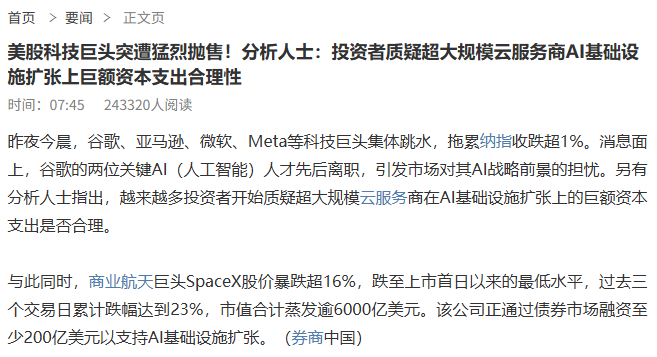 首页 > 要闻 > 正文页
美股科技巨头突遭猛烈抛售！分析人士：投资者质疑超大规模云服务商AI基础设
施扩张上巨额资本支出合理性
时间：07:45 243320人阅读
昨夜今晨，谷歌、亚马逊、微软、Meta等科技巨头集体跳水，拖累纳指收跌超1%。消息面
上，谷歌的两位关键AI（人工智能）人才先后离职，引发市场对其AI战略前景的担忧。另有
分析人士指出，越来越多投资者开始质疑超大规模云服务商在AI基础设施扩张上的巨额资本
支出是否合理。
与此同时，商业航天巨头SpaceX股价暴跌超16%，跌至上市首日以来的最低水平，过去
三个交易日累计跌幅达到23%，市值合计蒸发逾6000亿美元。该公司正通过债券市场融资至
少200亿美元以支持AI基础设施扩张。（券商中国）